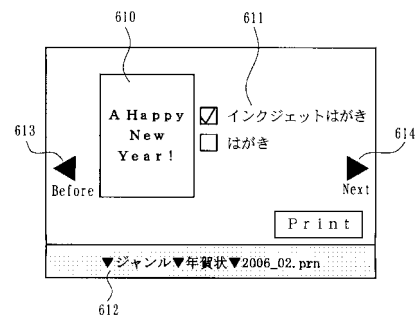 610
611
A Happy
New
Year!
インクジェットはがき
はがき
613
614
Before
Next
Print
▼ジャンル▼年賀状▼2006_02.prn
612